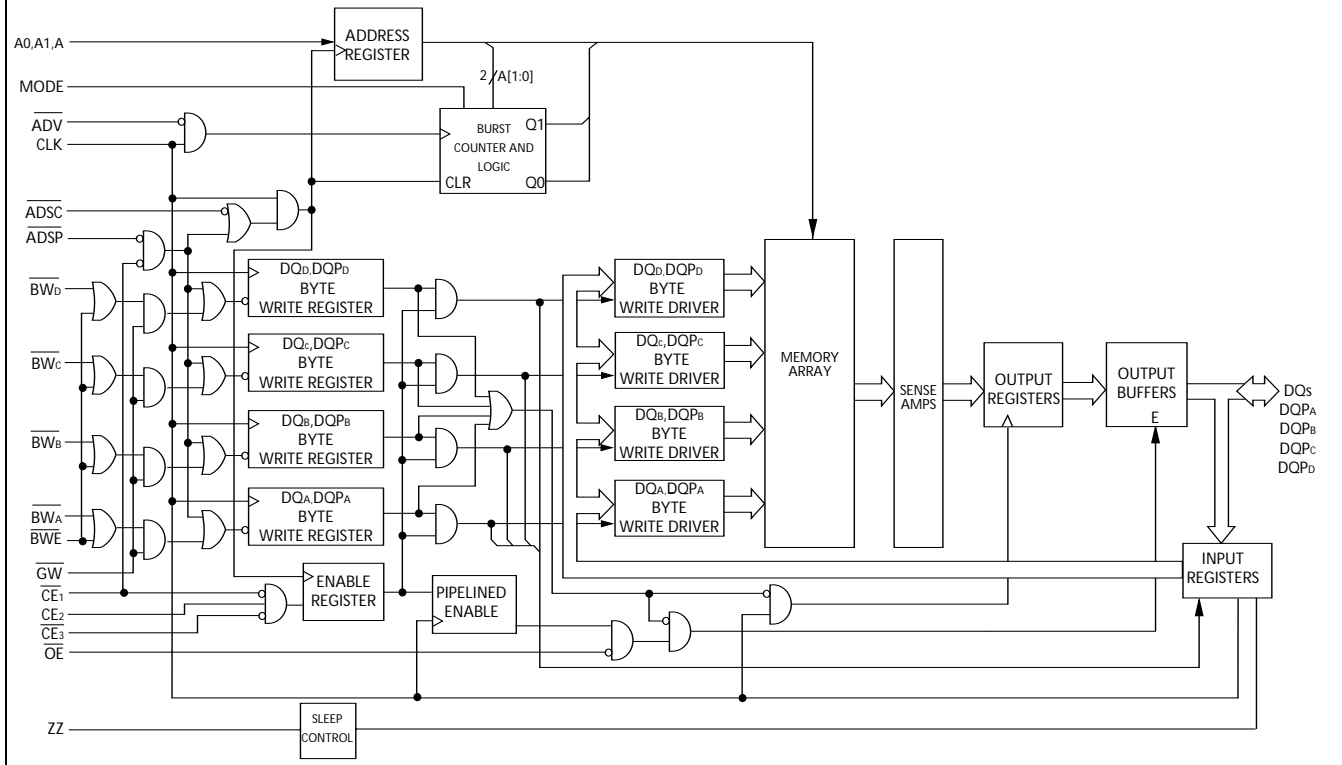 A0,A1,A
ADDRESS
REGISTER
MODE
2
A[1:0]
ADV
CLK
BURST
COUNTER AND
LOGIC
Q1
CLR
Q0
ADSC
ADSP
BWD
DQD,DQPD
BYTE
WRITE REGISTER
DQD,DQPD
BYTE
WRITE DRIVER
BWC
DQC,DQPC
BYTE
WRITE REGISTER
DQC,DQPC
BYTE
WRITE DRIVER
MEMORY
ARRAY
SENSE
AMPS
OUTPUT
REGISTERS
OUTPUT
BUFFERS
E
DQs
DQPA
DQPB
DQPC
DQPD
BWB
DQB,DQPB
BYTE
WRITE REGISTER
DQB,DQPB
BYTE
WRITE DRIVER
BWA
BWE
DQA,DQPA
BYTE
WRITE REGISTER
DQA,DQPA
BYTE
WRITE DRIVER
GW
CE1
CE2
CE3
OE
ENABLE
REGISTER
PIPELINED
ENABLE
INPUT
REGISTERS
ZZ
SLEEP
CONTROL